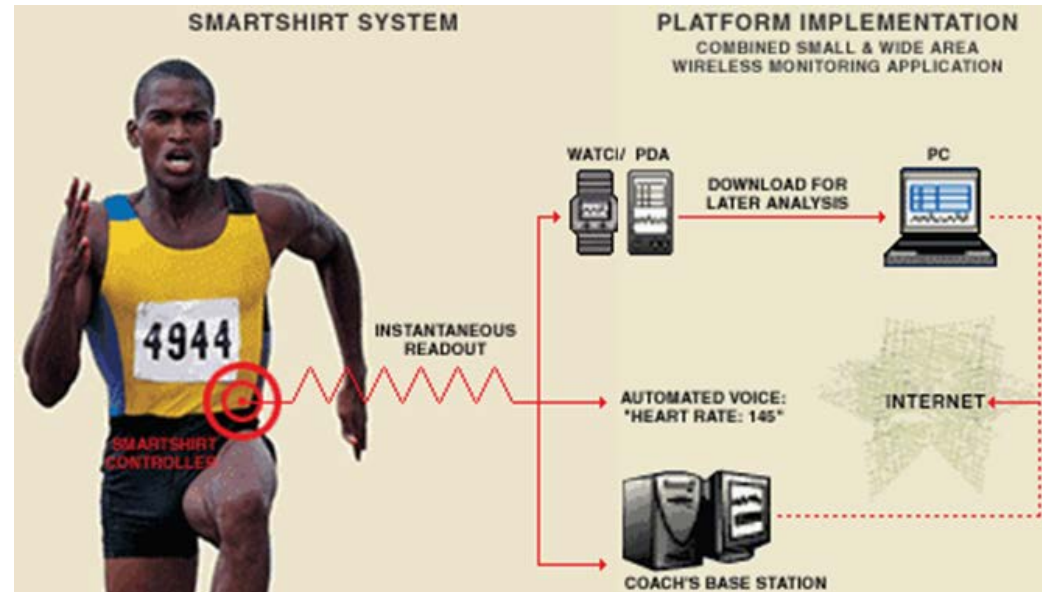 SMARTSHIRT SYSTEM
PLATFORM IMPLEMENTATION
COMBINED SMALL & WIDE AREA
WIRELESS MONITORING APPLICATION
WATCI/ PDA
DOWNLOAD FOR
LATER ANALYSIS
PC
4944
INSTANTANEOUS
READOUT
SMARTSHIRT
CONTROLLER
AUTOMATED VOICE:
"HEART RATE: 145"
INTERNET
COACH'S BASE STATION